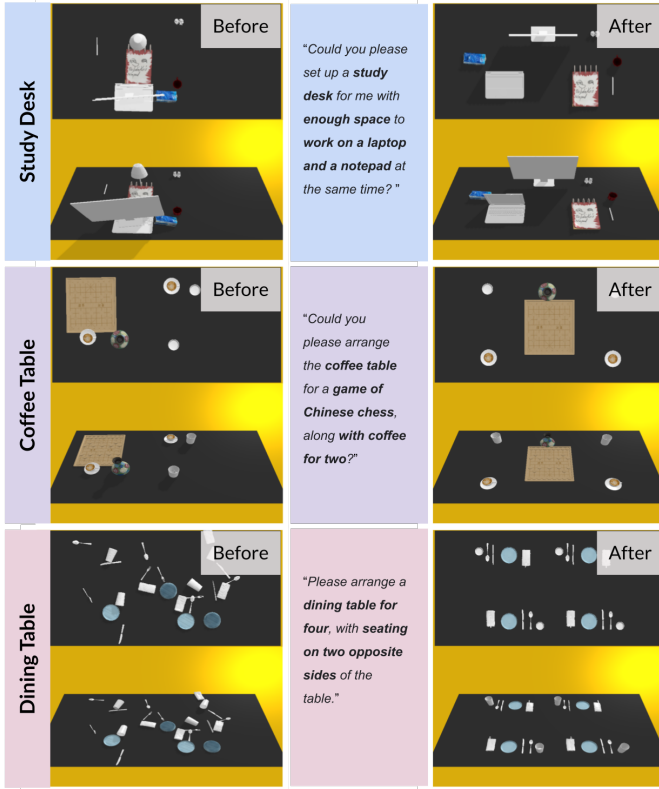 Study Desk
Before
"Could you please
set up a study
desk for me with
enough space to
work on a laptop
and a notepad at
the same time? "
After
Coffee Table
Before
"Could you
please arrange
the coffee table
for a game of
Chinese chess,
along with coffee
for two?"
After
Dining Table
Before
"Please arrange a
dining table for
four, with seating
on two opposite
sides of the
table."
After